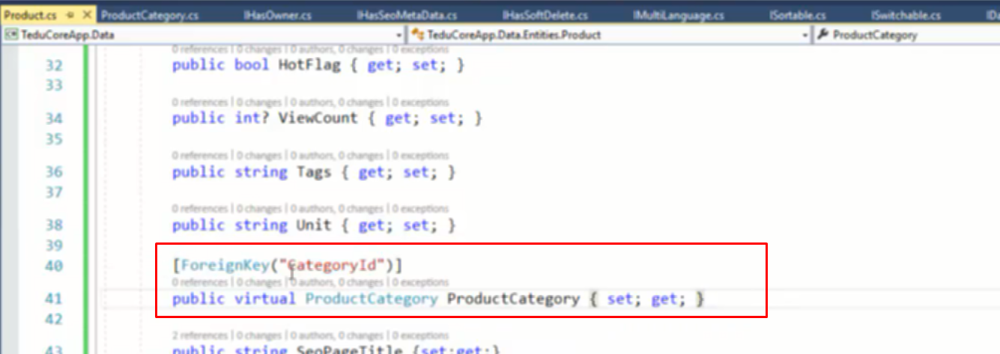 Product.cs ProductCategory.cs IHasOwner.cs IHasSeoMetaData.cs IHasSoftDelete.cs IMultiLanguage.cs ISortable.cs ISwitchable.cs IDa
TeduCoreApp.Data TeduCoreApp.Data.Entities.Product ProductCategory
0 references | 0 changes | 0 authors, 0 changes | 0 exceptions
32 public bool HotFlag { get; set; }
33
0 references | 0 changes | 0 authors, 0 changes | 0 exceptions
34 public int? ViewCount { get; set; }
35
0 references | 0 changes | 0 authors, 0 changes | 0 exceptions
36 public string Tags { get; set; }
37
0 references | 0 changes | 0 authors, 0 changes | 0 exceptions
38 public string Unit { get; set; }
39
40 [ForeignKey("CategoryId")]
0 references | 0 changes | 0 authors, 0 changes | 0 exceptions
41 public virtual ProductCategory ProductCategory { set; get; }
42
2 references | 0 changes | 0 authors, 0 changes | 0 exceptions
43 public string SeoPageTitle {set;get;}